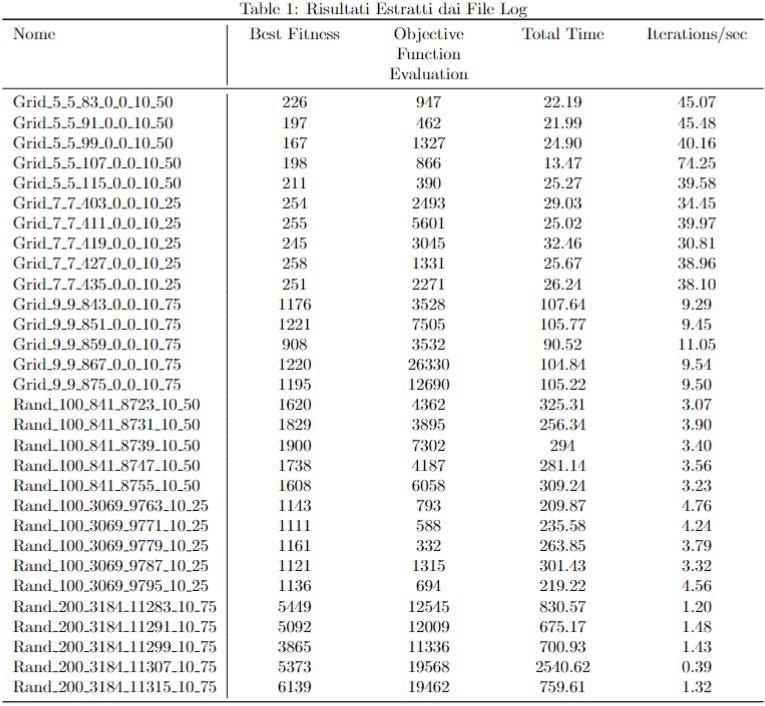 Table 1: Risultati Estratti dai File Log
Nome Best Fitness Objective Total Time Iterations/sec
Function
Evaluation
Grid_5_5_83_0_0_10_50 226 947 22.19 45.07
Grid_5_5_91_0_0_10_50 197 462 21.99 45.48
Grid_5_5_99_0_0_10_50 167 1327 24.90 40.16
Grid_5_5_107_0_0_10_50 198 866 13.47 74.25
Grid_5_5_115_0_0_10_50 211 390 25.27 39.58
Grid_7_7_403_0_0_10_25 254 2493 29.03 34.45
Grid_7_7_411_0_0_10_25 255 5601 25.02 39.97
Grid_7_7_419_0_0_10_25 245 3045 32.46 30.81
Grid_7_7_427_0_0_10_25 258 1331 25.67 38.96
Grid_7_7_435_0_0_10_25 251 2271 26.24 38.10
Grid_9_9_843_0_0_10_75 1176 3528 107.64 9.29
Grid_9_9_851_0_0_10_75 1221 7505 105.77 9.45
Grid_9_9_859_0_0_10_75 908 3532 90.52 11.05
Grid_9_9_867_0_0_10_75 1220 26330 104.84 9.54
Grid_9_9_875_0_0_10_75 1195 12690 105.22 9.50
Rand_100_841_8723_10_50 1620 4362 325.31 3.07
Rand_100_841_8731_10_50 1829 3895 256.34 3.90
Rand_100_841_8739_10_50 1900 7302 294 3.40
Rand_100_841_8747_10_50 1738 4187 281.14 3.56
Rand_100_841_8755_10_50 1608 6058 309.24 3.23
Rand_100_3069_9763_10_25 1143 793 209.87 4.76
Rand_100_3069_9771_10_25 1111 588 235.58 4.24
Rand_100_3069_9779_10_25 1161 332 263.85 3.79
Rand_100_3069_9787_10_25 1121 1315 301.43 3.32
Rand_100_3069_9795_10_25 1136 694 219.22 4.56
Rand_200_3184_11283_10_75 5449 12545 830.57 1.20
Rand_200_3184_11291_10_75 5092 12009 675.17 1.48
Rand_200_3184_11299_10_75 3865 11336 700.93 1.43
Rand_200_3184_11307_10_75 5373 19568 2540.62 0.39
Rand_200_3184_11315_10_75 6139 19462 759.61 1.32